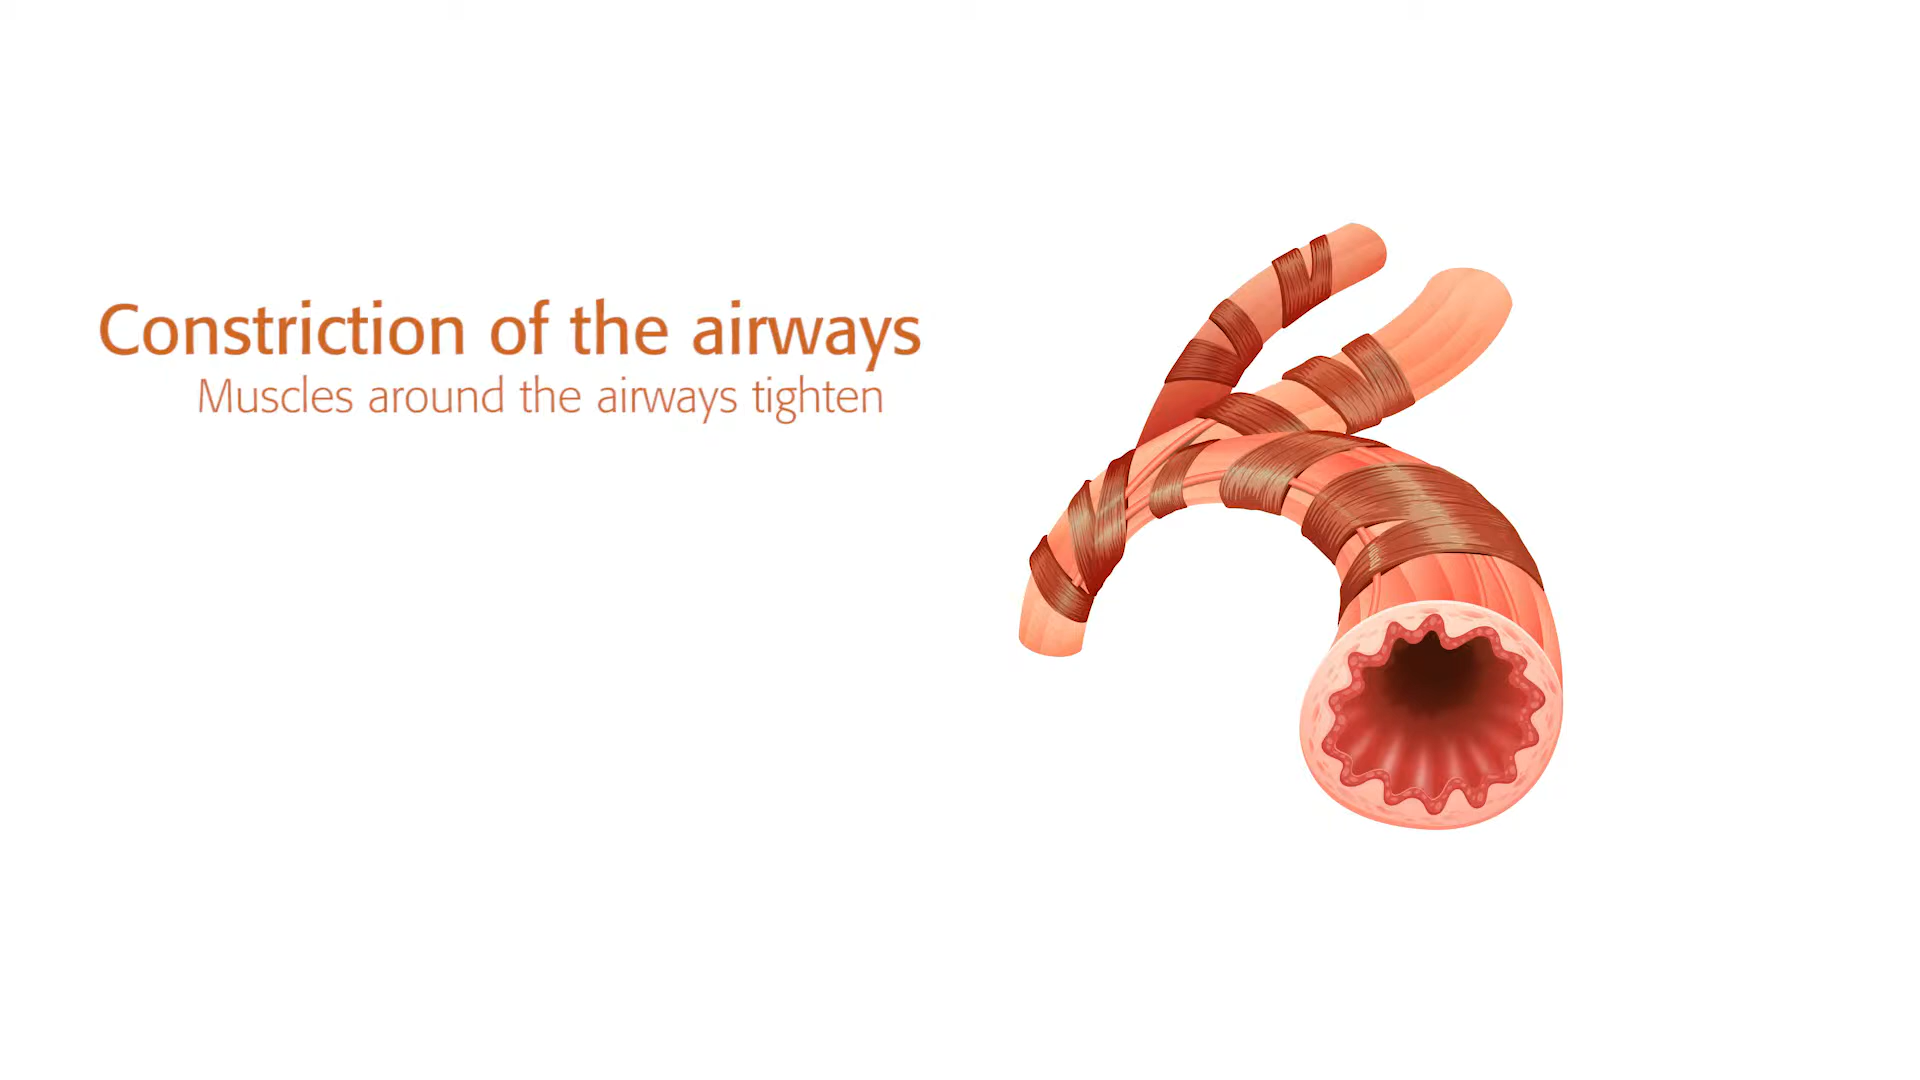 Constriction of the airways
Muscles around the airways tighten